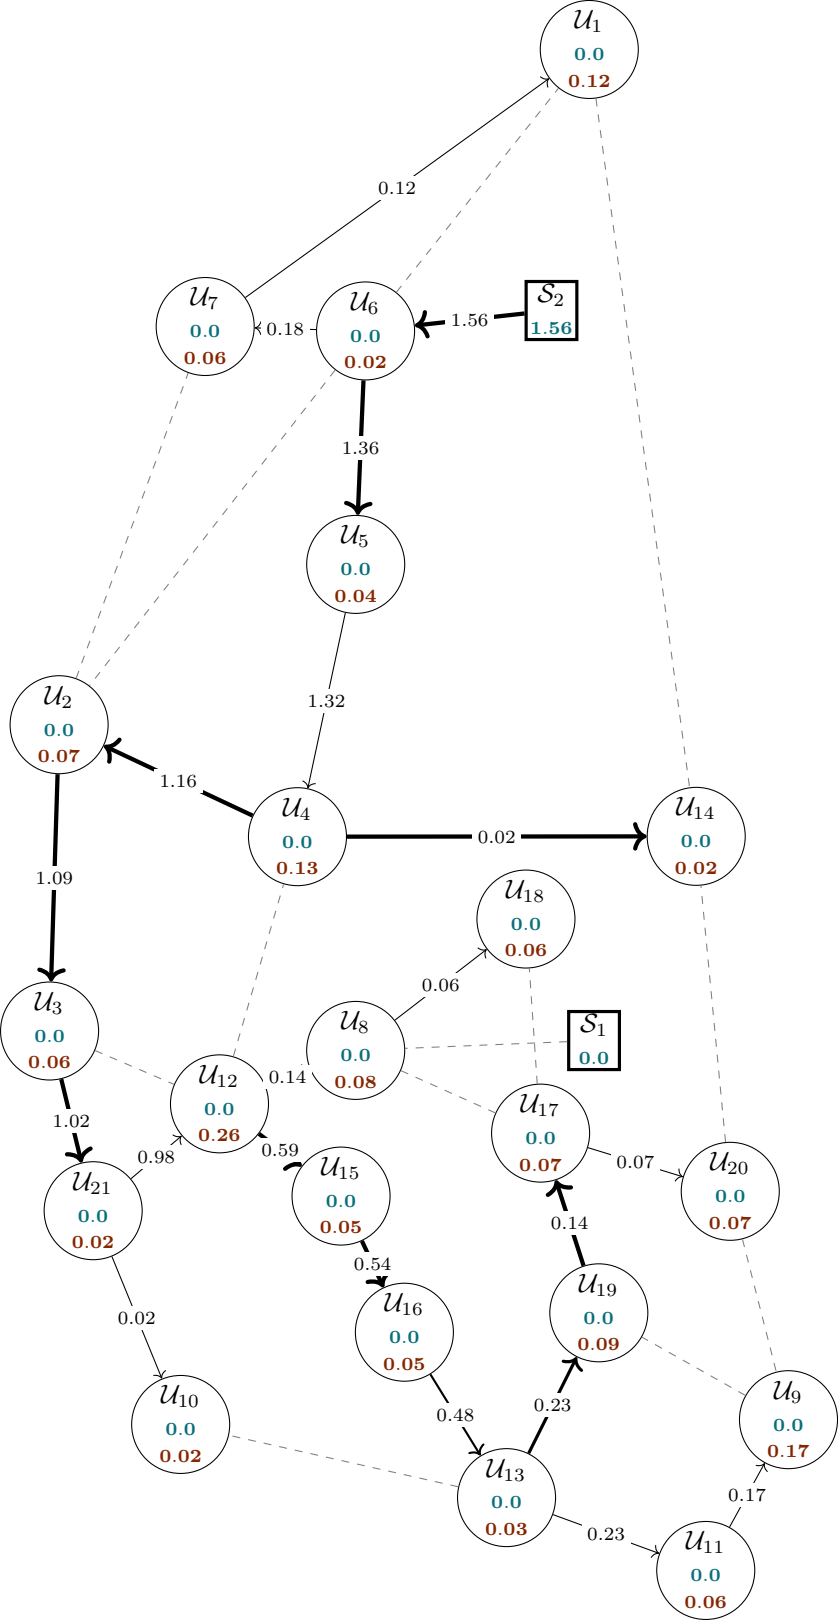 𝒰₁
0.0
0.12
0.12
𝒰₇
0.0
0.06
0.18
𝒰₆
0.0
0.02
1.56
𝒮₂
1.56
1.36
𝒰₅
0.0
0.04
1.32
𝒰₂
0.0
0.07
1.16
𝒰₄
0.0
0.13
0.02
𝒰₁₄
0.0
0.02
1.09
𝒰₁₈
0.0
0.06
0.06
𝒰₃
0.0
0.06
𝒰₈
0.0
0.08
𝒮₁
0.0
𝒰₁₂
0.0
0.26
0.14
𝒰₁₇
0.0
0.07
1.02
0.98
0.59
0.07
𝒰₂₁
0.0
0.02
𝒰₁₅
0.0
0.05
𝒰₂₀
0.0
0.07
0.14
0.54
0.02
𝒰₁₆
0.0
0.05
𝒰₁₉
0.0
0.09
𝒰₁₀
0.0
0.02
0.48
0.23
𝒰₉
0.0
0.17
𝒰₁₃
0.0
0.03
0.17
0.23
𝒰₁₁
0.0
0.06